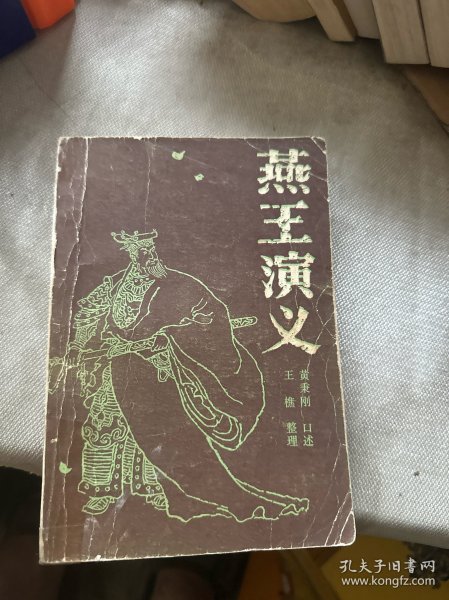 燕王演义
黄秉刚 口述
王樵 整理
孔夫子旧书网
www.kongfz.com